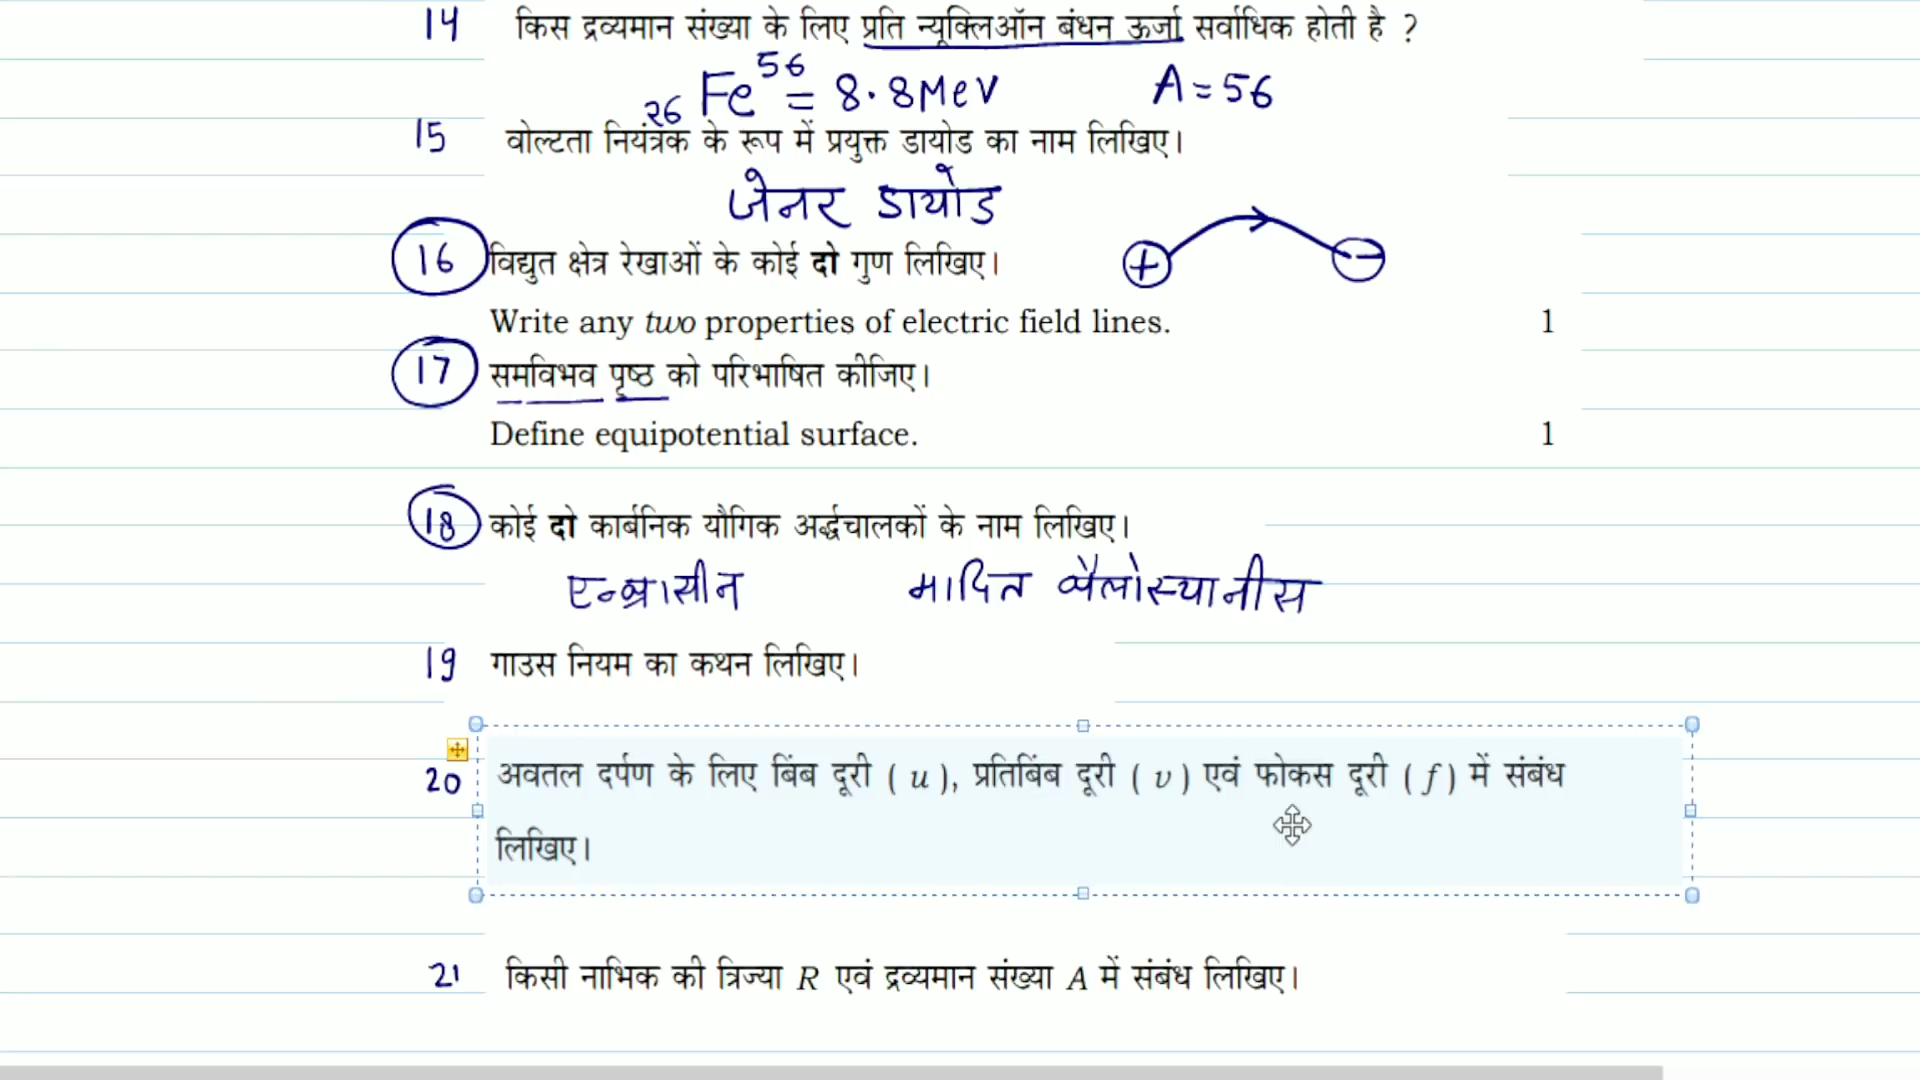 14 किस द्रव्यमान संख्या के लिए प्रति न्यूक्लिऑन बंधन ऊर्जा सर्वाधिक होती है ?
26 Fe 56 = 8.8 MeV A = 56
15 वोल्टता नियंत्रक के रूप में प्रयुक्त डायोड का नाम लिखिए।
जेनर डायोड
16 विद्युत क्षेत्र रेखाओं के कोई दो गुण लिखिए। + −
Write any two properties of electric field lines. 1
17 समविभव पृष्ठ को परिभाषित कीजिए।
Define equipotential surface. 1
18 कोई दो कार्बनिक यौगिक अर्द्धचालकों के नाम लिखिए।
एन्थ्रासीन मादित थैलोस्यानीस
19 गाउस नियम का कथन लिखिए।
20 अवतल दर्पण के लिए बिंब दूरी ( u ), प्रतिबिंब दूरी ( v ) एवं फोकस दूरी ( f ) में संबंध
लिखिए।
21 किसी नाभिक की त्रिज्या R एवं द्रव्यमान संख्या A में संबंध लिखिए।